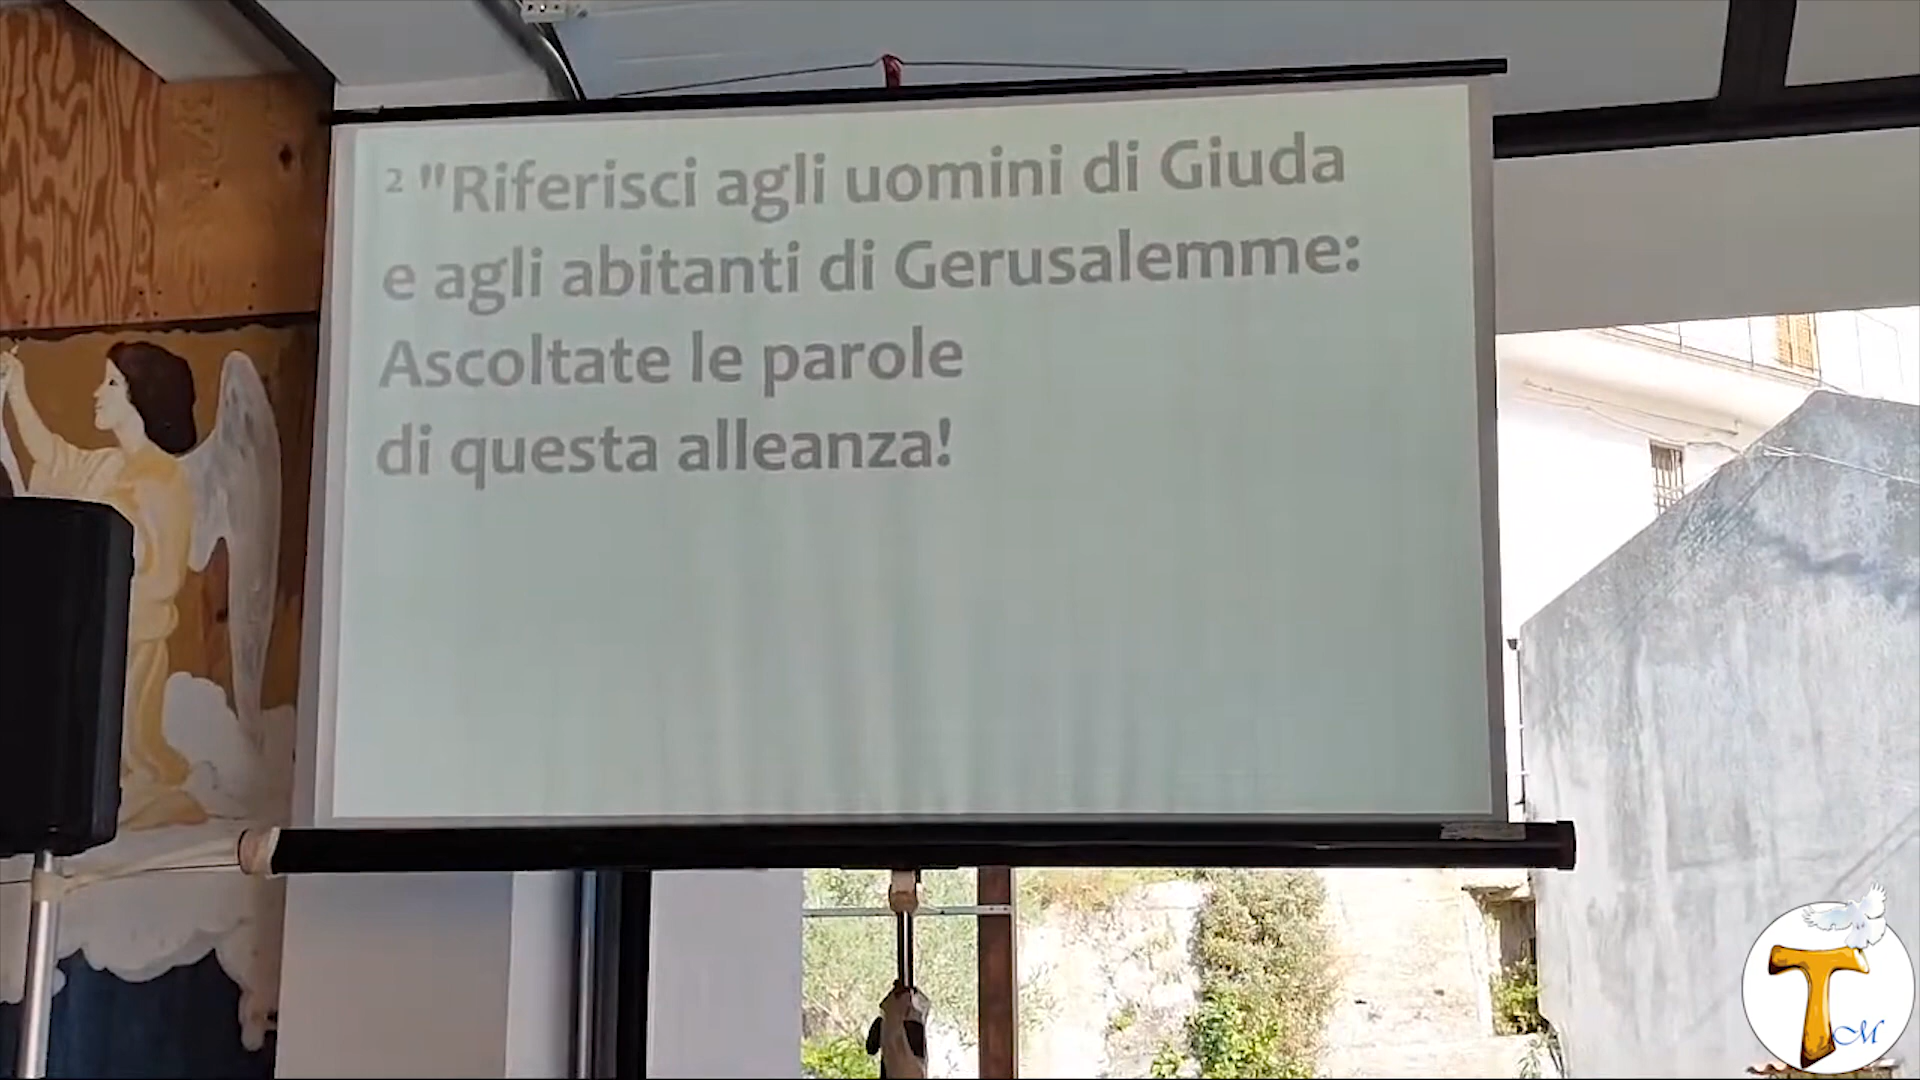 2 "Riferisci agli uomini di Giuda
e agli abitanti di Gerusalemme:
Ascoltate le parole
di questa alleanza!
T M